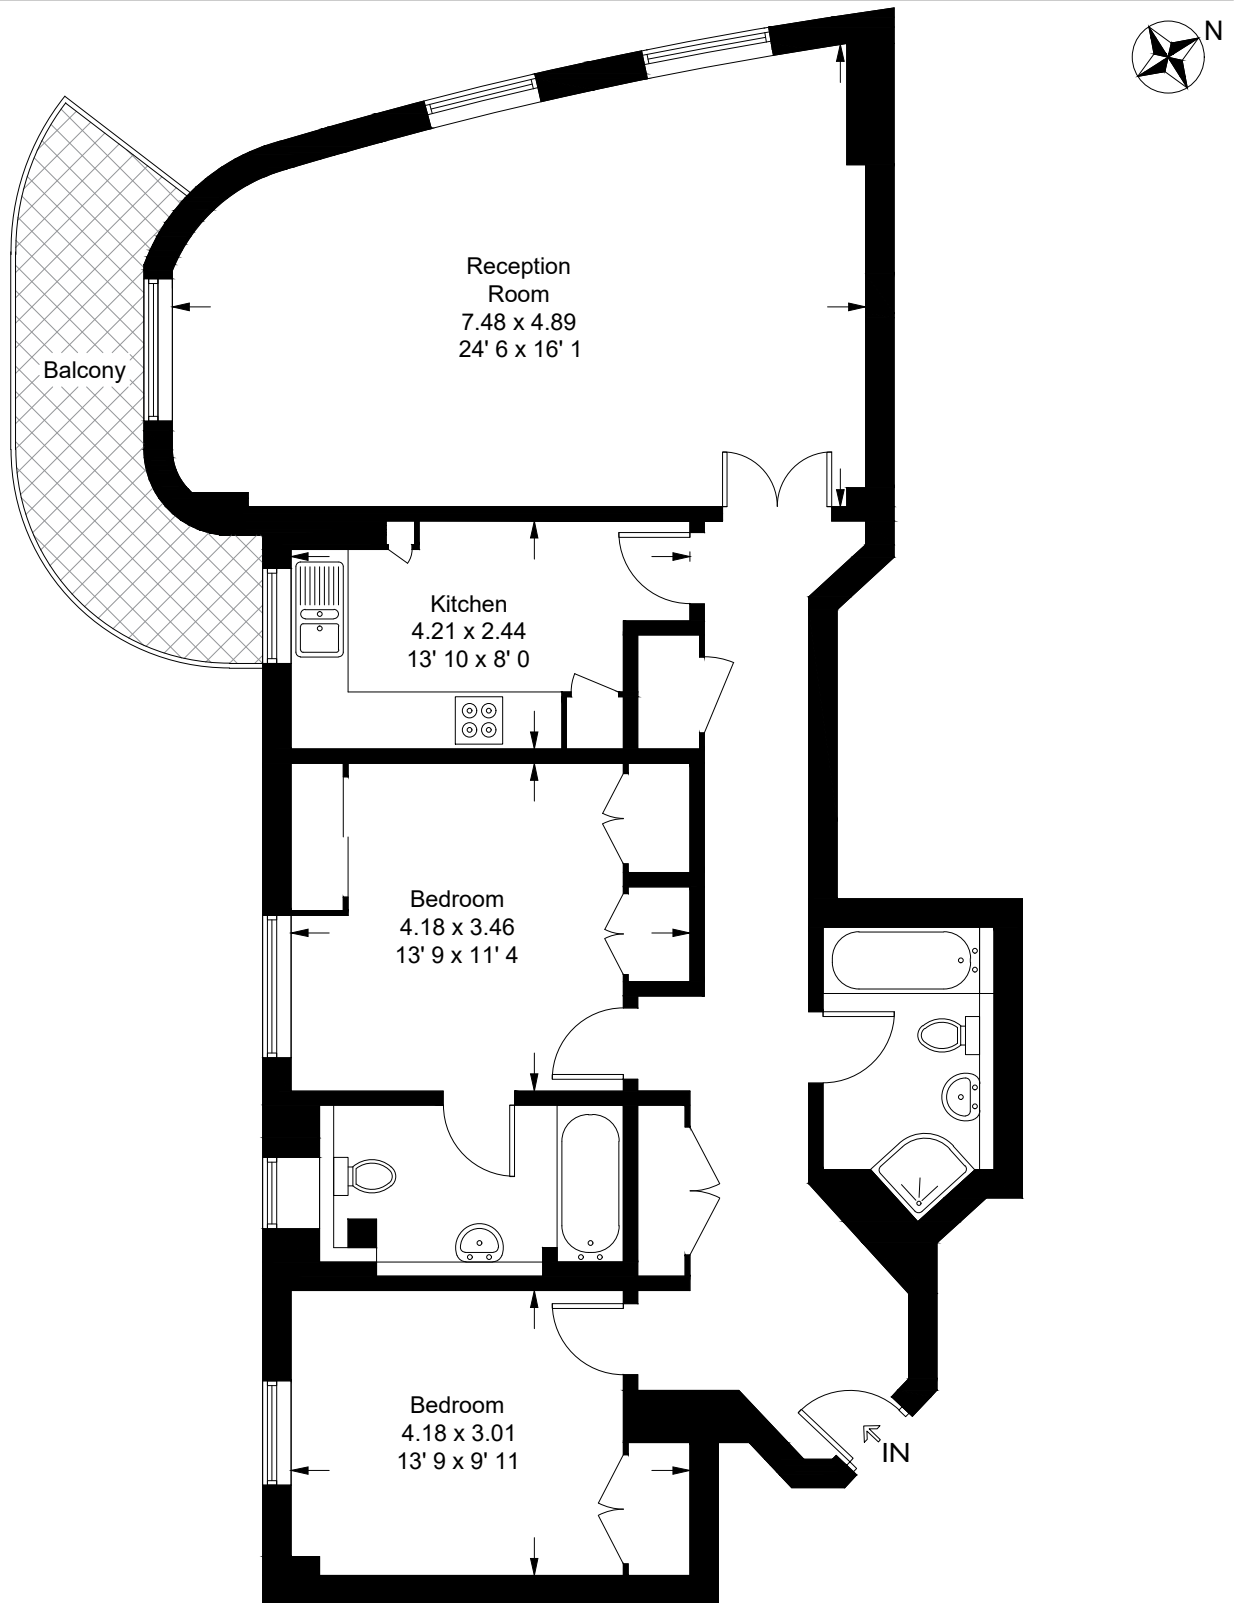 N
Reception
Room
7.48 x 4.89
24' 6 x 16' 1
Balcony
Kitchen
4.21 x 2.44
13' 10 x 8' 0
Bedroom
4.18 x 3.46
13' 9 x 11' 4
Bedroom
4.18 x 3.01
13' 9 x 9' 11
IN